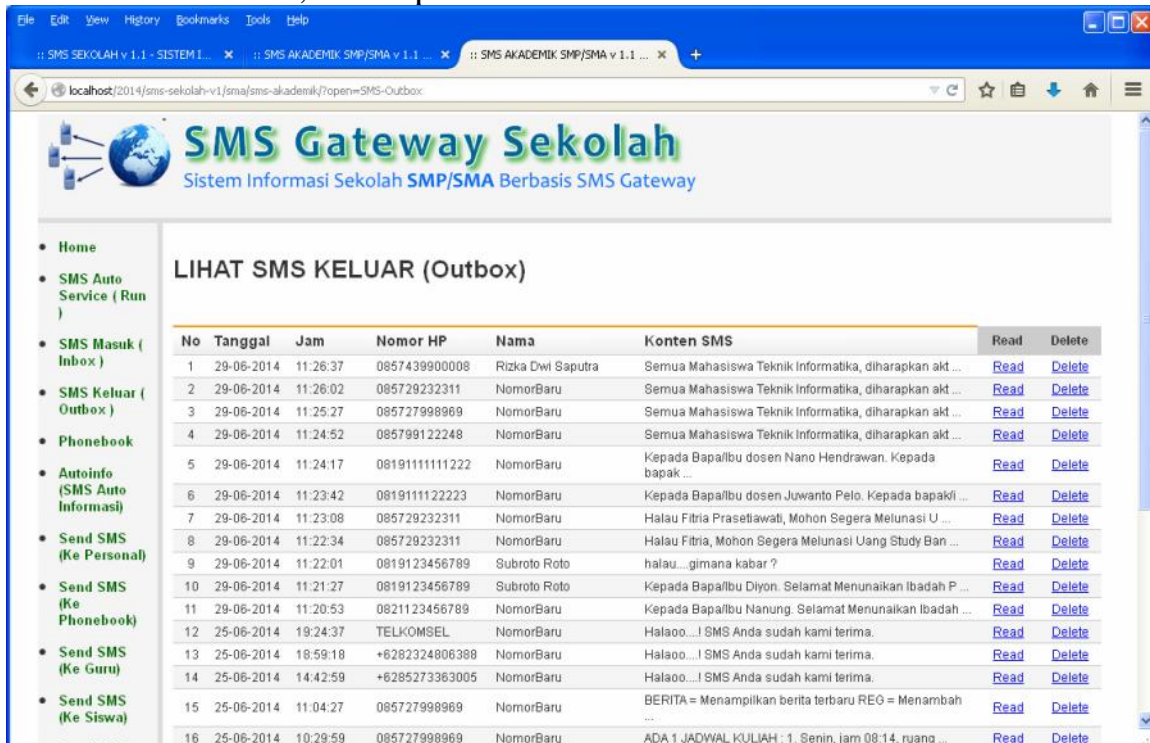 File Edit View History Bookmarks Tools Help
:: SMS SEKOLAH v 1.1 - SISTEM I... :: SMS AKADEMIK SMP/SMA v 1.1 ... :: SMS AKADEMIK SMP/SMA v 1.1 ...
localhost/2014/sms-sekolah-v1/sma/sms-akademik/?open=SMS-Outbox
SMS Gateway Sekolah
Sistem Informasi Sekolah SMP/SMA Berbasis SMS Gateway
Home
SMS Auto
Service ( Run
)
SMS Masuk (
Inbox )
SMS Keluar (
Outbox )
Phonebook
Autoinfo
(SMS Auto
Informasi)
Send SMS
(Ke Personal)
Send SMS
(Ke
Phonebook)
Send SMS
(Ke Guru)
Send SMS
(Ke Siswa)
LIHAT SMS KELUAR (Outbox)
No Tanggal Jam Nomor HP Nama Konten SMS Read Delete
1 29-06-2014 11:26:37 0857439900008 Rizka Dwi Saputra Semua Mahasiswa Teknik Informatika, diharapkan akt ... Read Delete
2 29-06-2014 11:26:02 085729232311 NomorBaru Semua Mahasiswa Teknik Informatika, diharapkan akt ... Read Delete
3 29-06-2014 11:25:27 085727998969 NomorBaru Semua Mahasiswa Teknik Informatika, diharapkan akt ... Read Delete
4 29-06-2014 11:24:52 085799122248 NomorBaru Semua Mahasiswa Teknik Informatika, diharapkan akt ... Read Delete
5 29-06-2014 11:24:17 08191111111222 NomorBaru Kepada Bapa/Ibu dosen Nano Hendrawan. Kepada
bapak ... Read Delete
6 29-06-2014 11:23:42 0819111122223 NomorBaru Kepada Bapa/Ibu dosen Juwanto Pelo. Kepada bapak/i ... Read Delete
7 29-06-2014 11:23:08 085729232311 NomorBaru Halau Fitria Prasetiawati, Mohon Segera Melunasi U ... Read Delete
8 29-06-2014 11:22:34 085729232311 NomorBaru Halau Fitria, Mohon Segera Melunasi Uang Study Ban ... Read Delete
9 29-06-2014 11:22:01 0819123456789 Subroto Roto halau....gimana kabar ? Read Delete
10 29-06-2014 11:21:27 0819123456789 Subroto Roto Kepada Bapa/Ibu Diyon. Selamat Menunaikan Ibadah P ... Read Delete
11 29-06-2014 11:20:53 0821123456789 NomorBaru Kepada Bapa/Ibu Nanung. Selamat Menunaikan Ibadah ... Read Delete
12 25-06-2014 19:24:37 TELKOMSEL NomorBaru Halaoo....! SMS Anda sudah kami terima. Read Delete
13 25-06-2014 18:59:18 +6282324806388 NomorBaru Halaoo....! SMS Anda sudah kami terima. Read Delete
14 25-06-2014 14:42:59 +6285273363005 NomorBaru Halaoo....! SMS Anda sudah kami terima. Read Delete
15 25-06-2014 11:04:27 085727998969 NomorBaru BERITA = Menampilkan berita terbaru REG = Menambah
... Read Delete
16 25-06-2014 10:29:59 085727998969 NomorBaru ADA 1 JADWAL KULIAH : 1. Senin, jam 08:14, ruang ... Read Delete